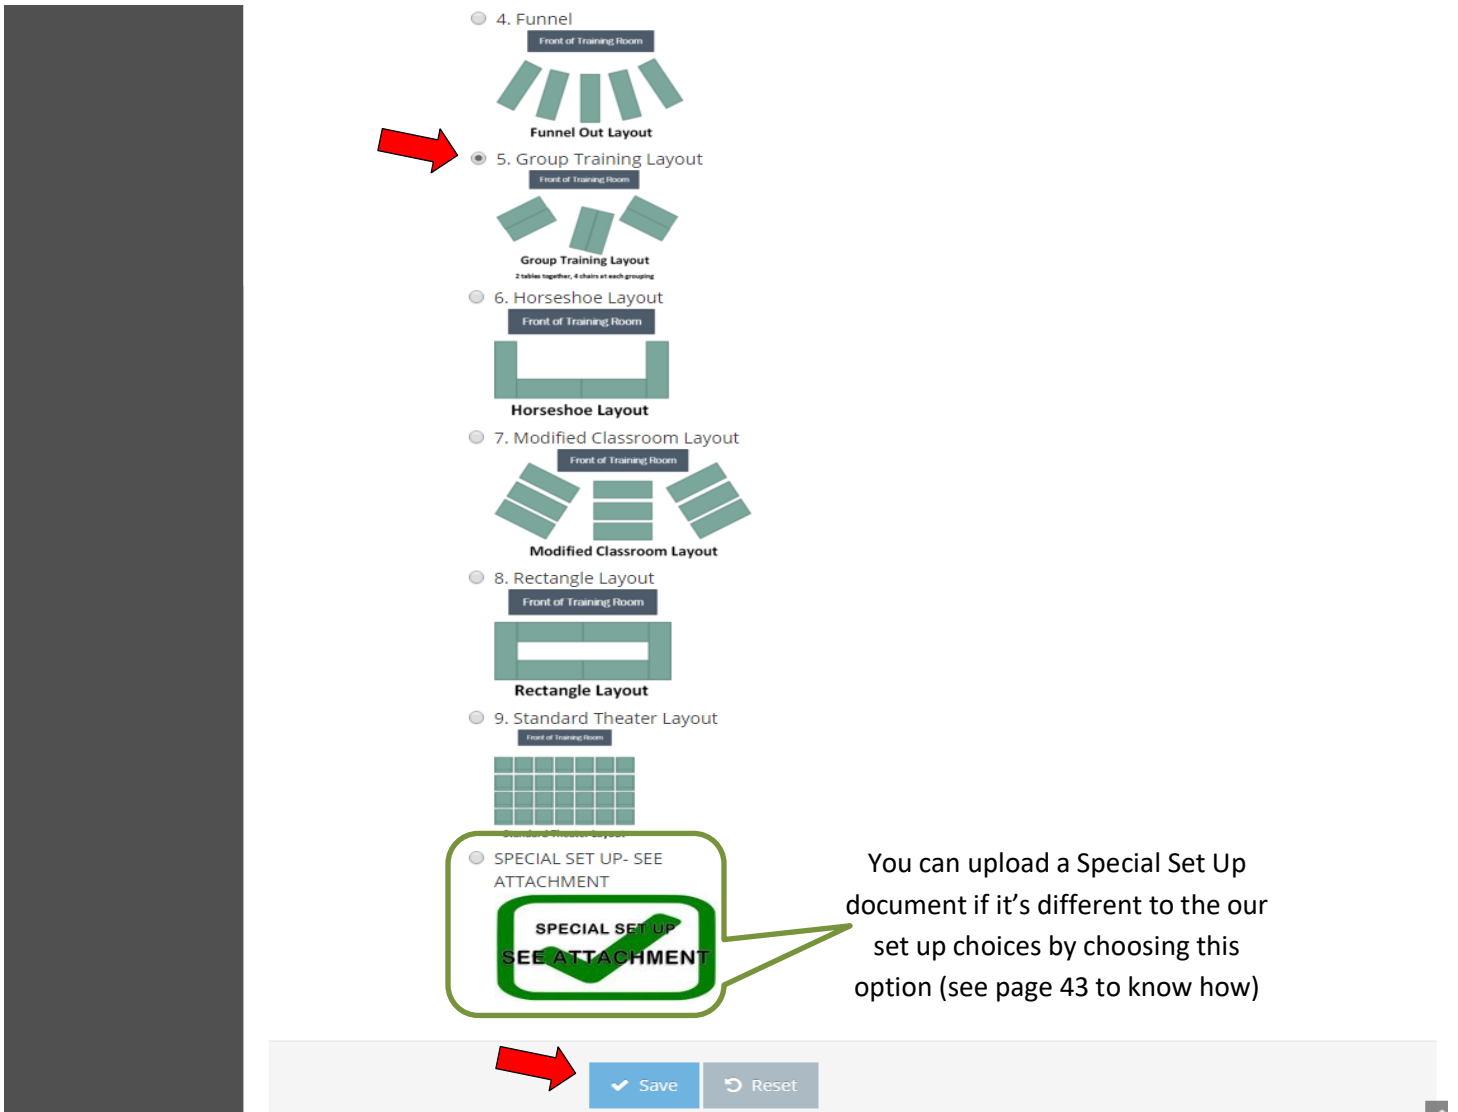 4. Funnel
Front of Training Room
Funnel Out Layout
5. Group Training Layout
Front of Training Room
Group Training Layout
2 tables together, 4 chairs at each grouping
6. Horseshoe Layout
Front of Training Room
Horseshoe Layout
7. Modified Classroom Layout
Front of Training Room
Modified Classroom Layout
8. Rectangle Layout
Front of Training Room
Rectangle Layout
9. Standard Theater Layout
Front of Training Room
Standard Theater Layout
SPECIAL SET UP- SEE
ATTACHMENT
SPECIAL SET UP
SEE ATTACHMENT
You can upload a Special Set Up
document if it's different to the our
set up choices by choosing this
option (see page 43 to know how)
Save
Reset